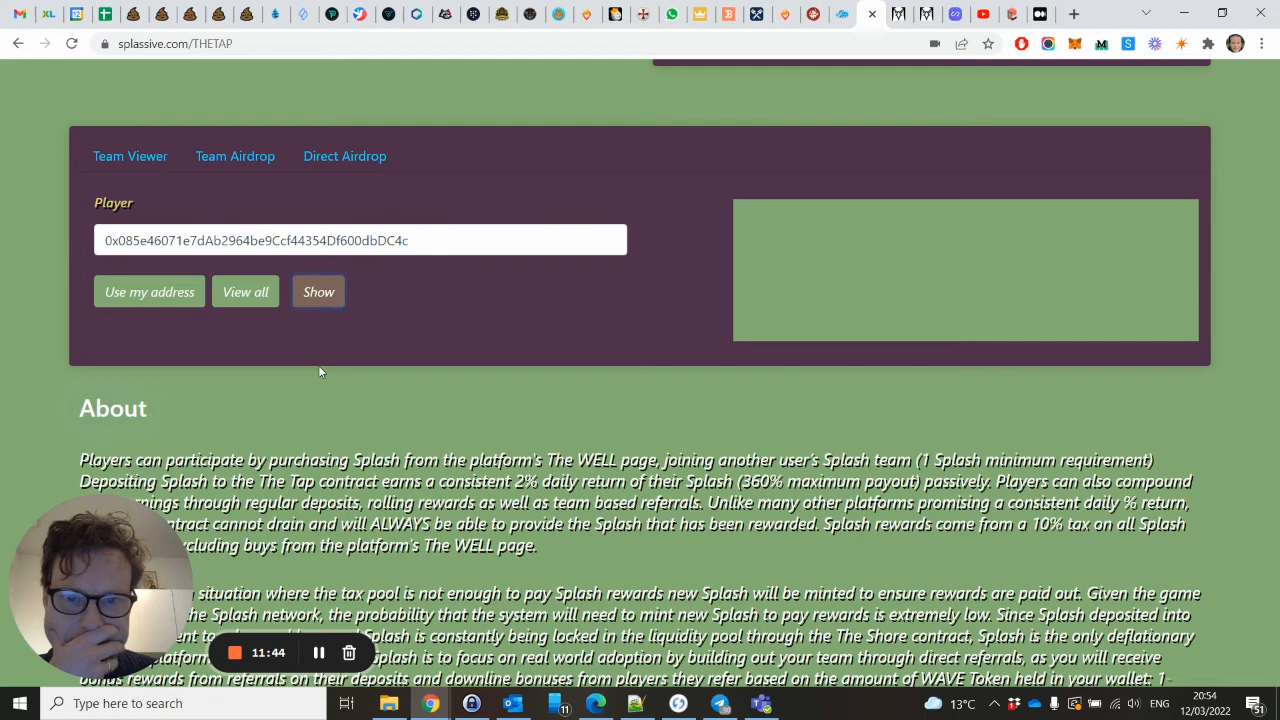 splassive.com/THETAP
Team Viewer Team Airdrop Direct Airdrop
Player
0x085e46071e7dAb2964be9Ccf44354Df600dbDC4c
Use my address View all Show
About
Players can participate by purchasing Splash from the platform's The WELL page, joining another user's Splash team (1 Splash minimum requirement)
Depositing Splash to the The Tap contract earns a consistent 2% daily return of their Splash (360% maximum payout) passively. Players can also compound
through regular deposits, rolling rewards as well as team based referrals. Unlike many other platforms promising a consistent daily % return,
contract cannot drain and will ALWAYS be able to provide the Splash that has been rewarded. Splash rewards come from a 10% tax on all Splash
buys from the platform's The WELL page.
situation where the tax pool is not enough to pay Splash rewards new Splash will be minted to ensure rewards are paid out. Given the game
the Splash network, the probability that the system will need to mint new Splash to pay rewards is extremely low. Since Splash deposited into
Splash is constantly being locked in the liquidity pool through the The Shore contract, Splash is the only deflationary
Splash is to focus on real world adoption by building out your team through direct referrals, as you will receive
bonus rewards from referrals on their deposits and downline bonuses from players they refer based on the amount of WAVE Token held in your wallet: 1-
11:44
Type here to search
11
13°C
ENG
20:54
12/03/2022
51